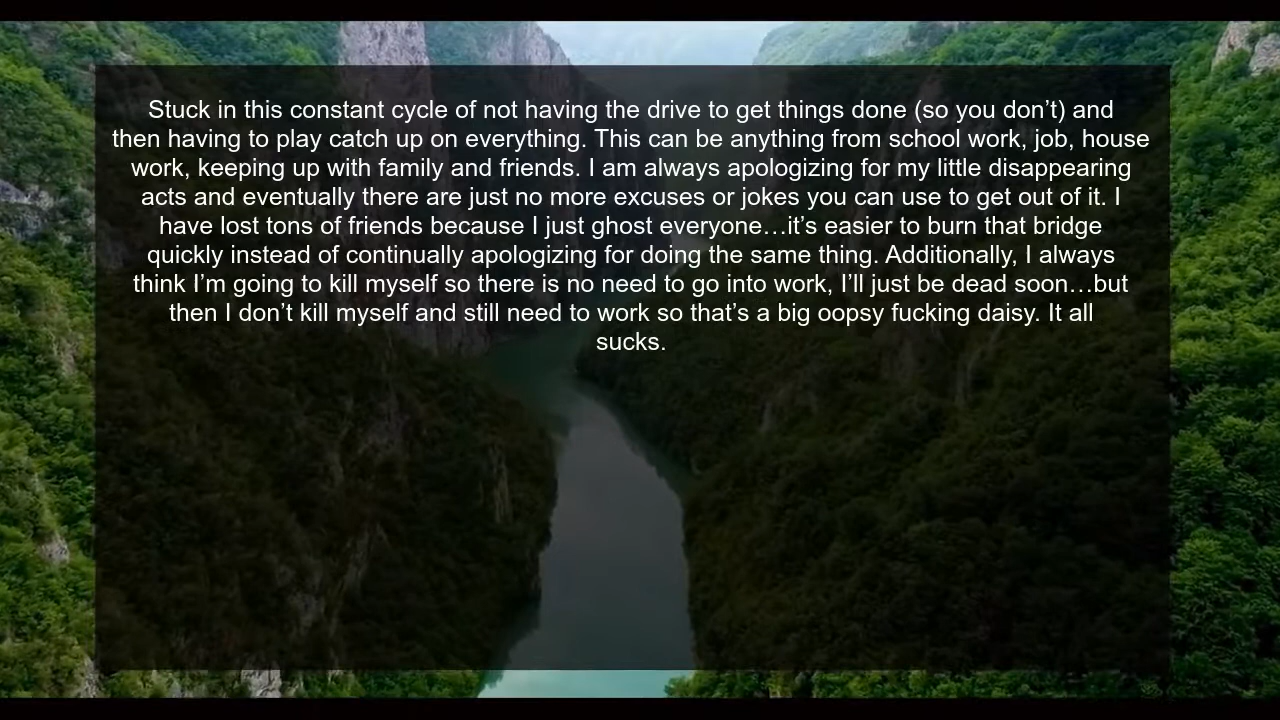 Stuck in this constant cycle of not having the drive to get things done (so you don’t) and
then having to play catch up on everything. This can be anything from school work, job, house
work, keeping up with family and friends. I am always apologizing for my little disappearing
acts and eventually there are just no more excuses or jokes you can use to get out of it. I
have lost tons of friends because I just ghost everyone…it’s easier to burn that bridge
quickly instead of continually apologizing for doing the same thing. Additionally, I always
think I’m going to kill myself so there is no need to go into work, I’ll just be dead soon…but
then I don’t kill myself and still need to work so that’s a big oopsy fucking daisy. It all
sucks.